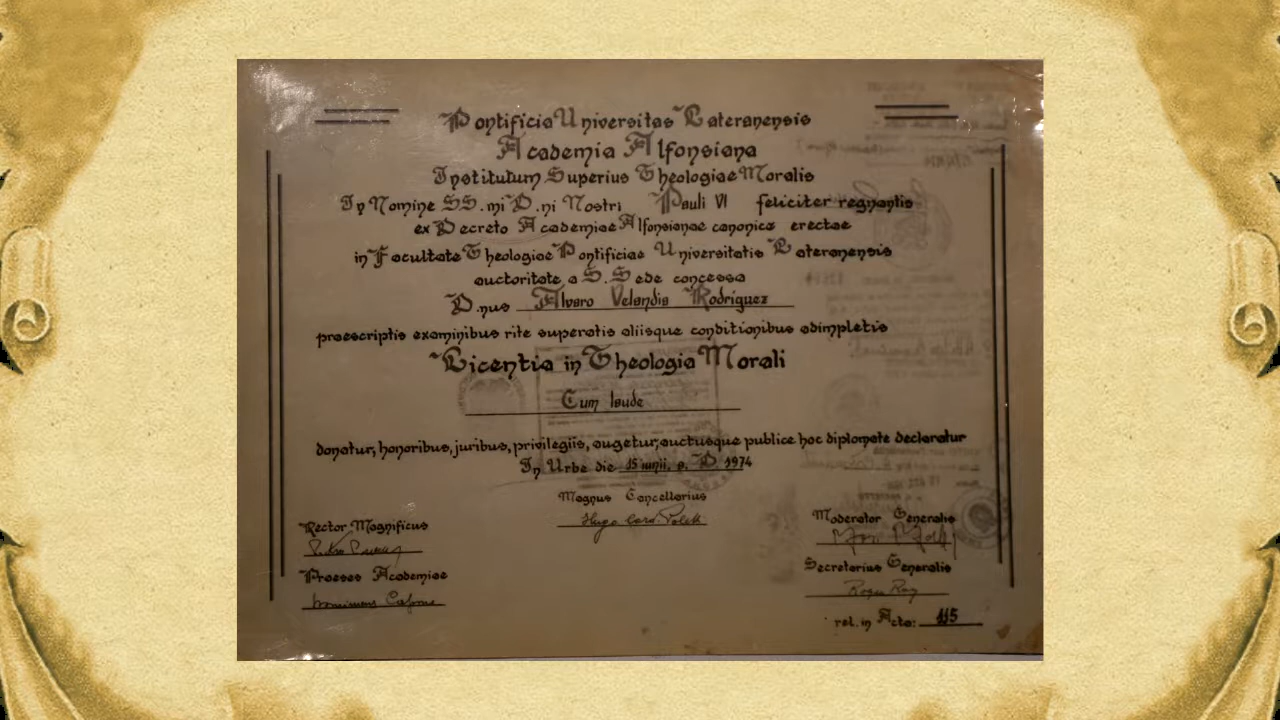 Pontificia Universitas Lateranensis
Academia Alfonsiana
Institutum Superius Theologiae Moralis
In Nomine SS.mi D.ni Nostri Pauli VI feliciter regnantis
ex Decreto Academiae Alfonsianae canonice erectae
in Facultate Theologiae Pontificiae Universitatis Lateranensis
auctoritate a S. Sede concessa
D.nus Alvaro Velandia Rodríguez
praescriptis examinibus rite superatis aliisque conditionibus adimpletis
Licentia in Theologia Morali
Cum laude
donatur, honoribus, juribus, privilegiis, augetur, auctusque publice hoc diplomate declaratur
In Urbe die 15 iunii, a. D. 1974
Magnus Cancellarius
Rector Magnificus
Moderator Generalis
Praeses Academiae
Secretarius Generalis
Roger Roy
rel. in Acta: 115